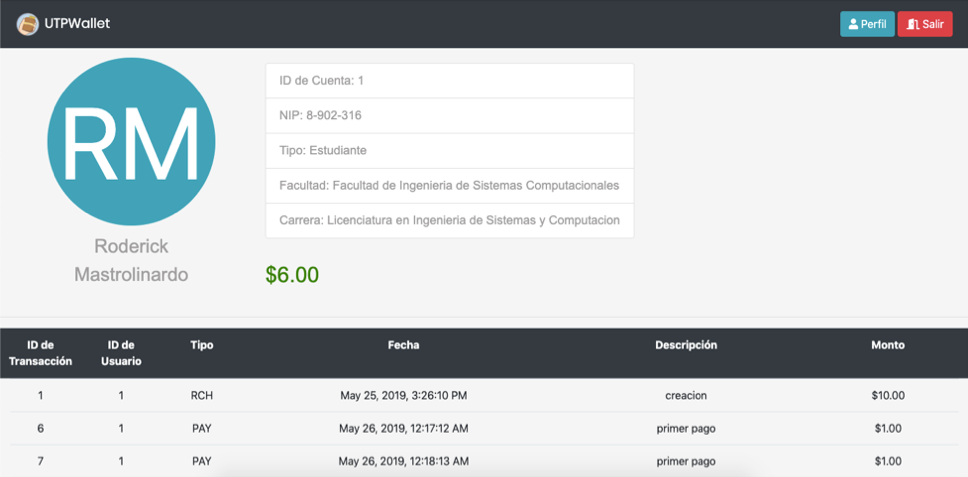 UTPWallet
Perfil
Salir
RM
Roderick
Mastrolinardo
ID de Cuenta: 1
NIP: 8-902-316
Tipo: Estudiante
Facultad: Facultad de Ingenieria de Sistemas Computacionales
Carrera: Licenciatura en Ingenieria de Sistemas y Computacion
$6.00
ID de Transacción ID de Usuario Tipo Fecha Descripción Monto
1 1 RCH May 25, 2019, 3:26:10 PM creacion $10.00
6 1 PAY May 26, 2019, 12:17:12 AM primer pago $1.00
7 1 PAY May 26, 2019, 12:18:13 AM primer pago $1.00